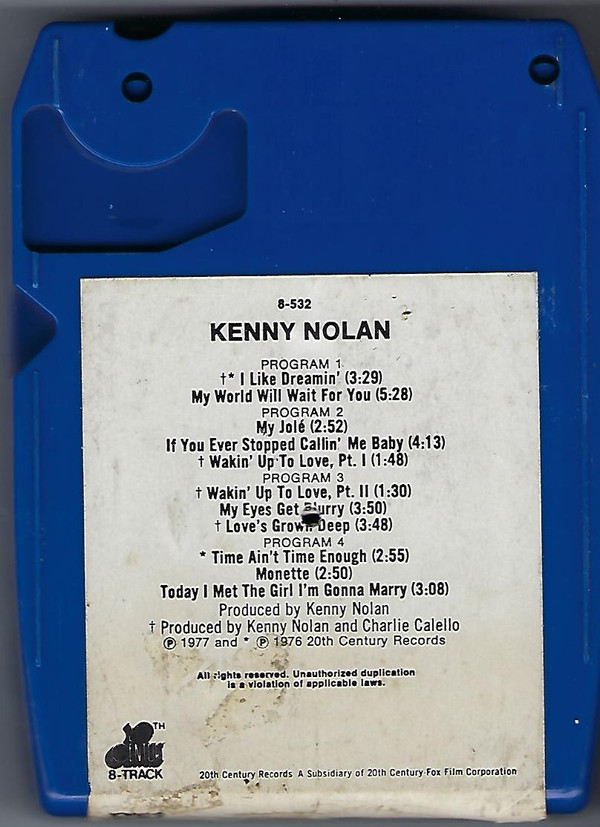 8-532
KENNY NOLAN
PROGRAM 1
†* I Like Dreamin' (3:29)
My World Will Wait For You (5:28)
PROGRAM 2
My Jolé (2:52)
If You Ever Stopped Callin' Me Baby (4:13)
† Wakin' Up To Love, Pt. I (1:48)
PROGRAM 3
† Wakin' Up To Love, Pt. II (1:30)
My Eyes Get Blurry (3:50)
† Love's Grown Deep (3:48)
PROGRAM 4
* Time Ain't Time Enough (2:55)
Monette (2:50)
Today I Met The Girl I'm Gonna Marry (3:08)
Produced by Kenny Nolan
† Produced by Kenny Nolan and Charlie Calello
℗ 1977 and * ℗ 1976 20th Century Records
All rights reserved. Unauthorized duplication
is a violation of applicable laws.
20TH
8-TRACK
20th Century Records A Subsidiary of 20th Century-Fox Film Corporation